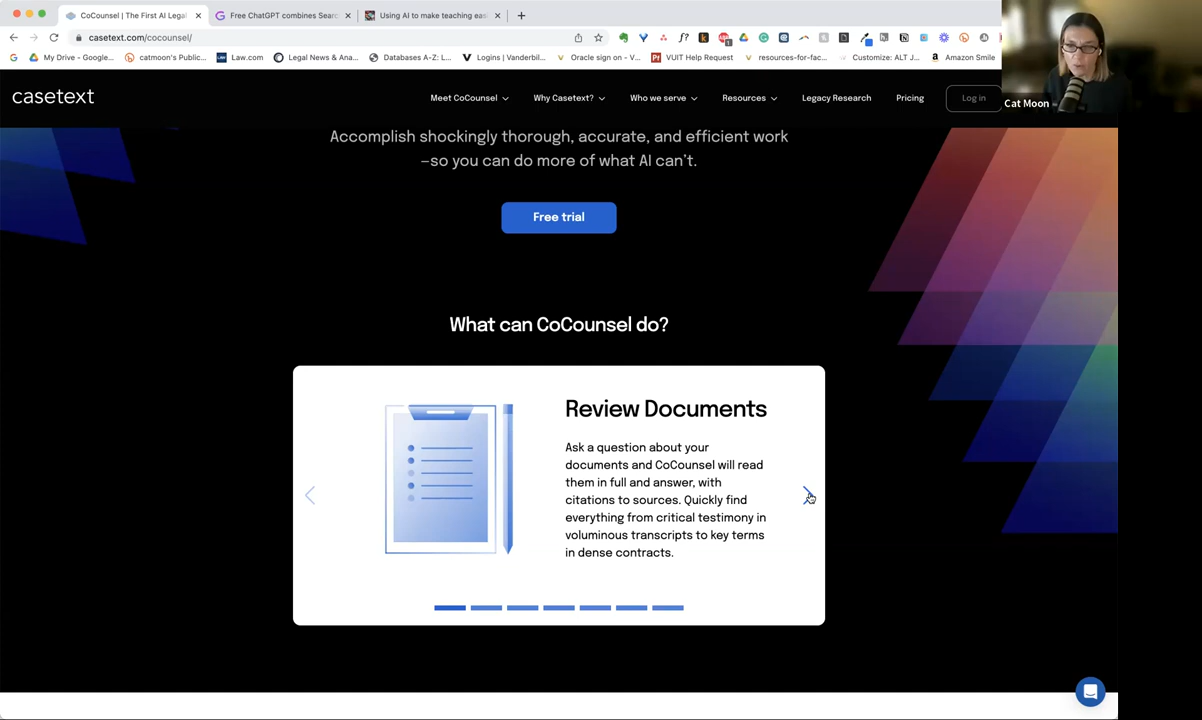 CoCounsel | The First AI Legal
Free ChatGPT combines Sear
Using AI to make teaching easi
casetext.com/cocounsel/
My Drive - Google...
catmoon's Public...
Law.com
Legal News & Ana...
Databases A-Z: L...
Logins | Vanderbil...
Oracle sign on - V...
VUIT Help Request
resources-for-fac...
Customize: ALT J...
Amazon Smile
Cat Moon
casetext
Meet CoCounsel
Why Casetext?
Who we serve
Resources
Legacy Research
Pricing
Log in
Accomplish shockingly thorough, accurate, and efficient work
—so you can do more of what AI can't.
Free trial
What can CoCounsel do?
Review Documents
Ask a question about your
documents and CoCounsel will read
them in full and answer, with
citations to sources. Quickly find
everything from critical testimony in
voluminous transcripts to key terms
in dense contracts.